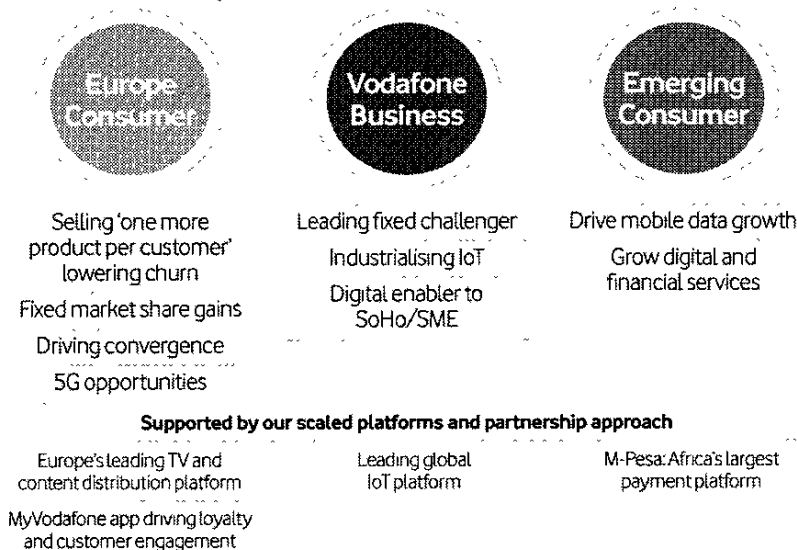 Europe
Consumer
Selling 'one more
product per customer'
lowering churn
Fixed market share gains
Driving convergence
5G opportunities
Vodafone
Business
Leading fixed challenger
Industrialising IoT
Digital enabler to
SoHo/SME
Emerging
Consumer
Drive mobile data growth
Grow digital and
financial services
Supported by our scaled platforms and partnership approach
Europe's leading TV and
content distribution platform
MyVodafone app driving loyalty
and customer engagement
Leading global
IoT platform
M-Pesa: Africa's largest
payment platform